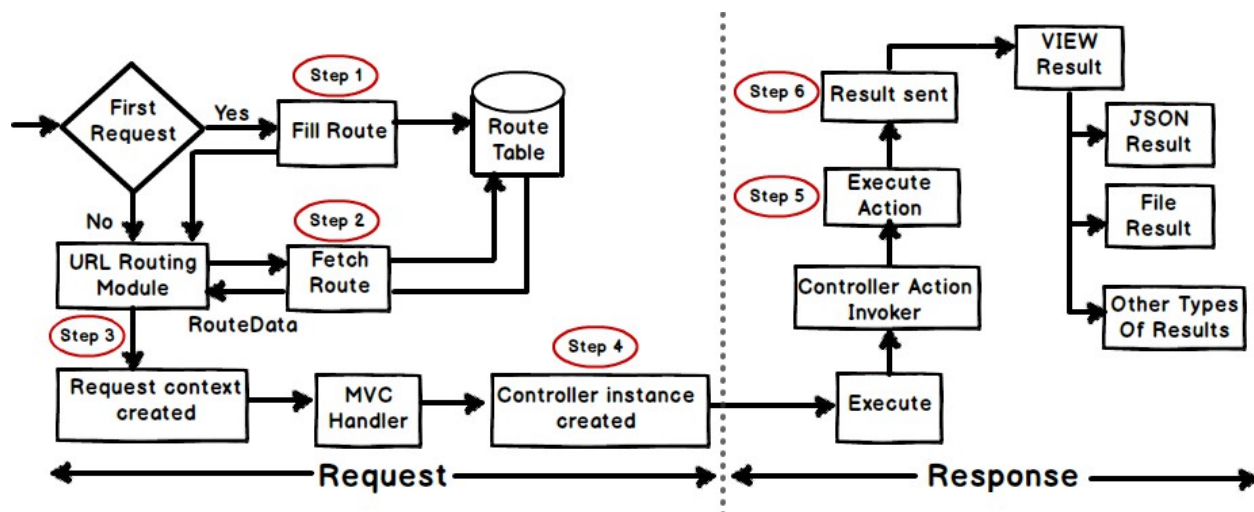 First
Request
Yes
No
Step 1
Fill Route
Route
Table
Step 2
Fetch
Route
URL Routing
Module
RouteData
Step 3
Request context
created
MVC
Handler
Step 4
Controller instance
created
Request
Execute
Controller Action
Invoker
Step 5
Execute
Action
Step 6
Result sent
VIEW
Result
JSON
Result
File
Result
Other Types
Of Results
Response